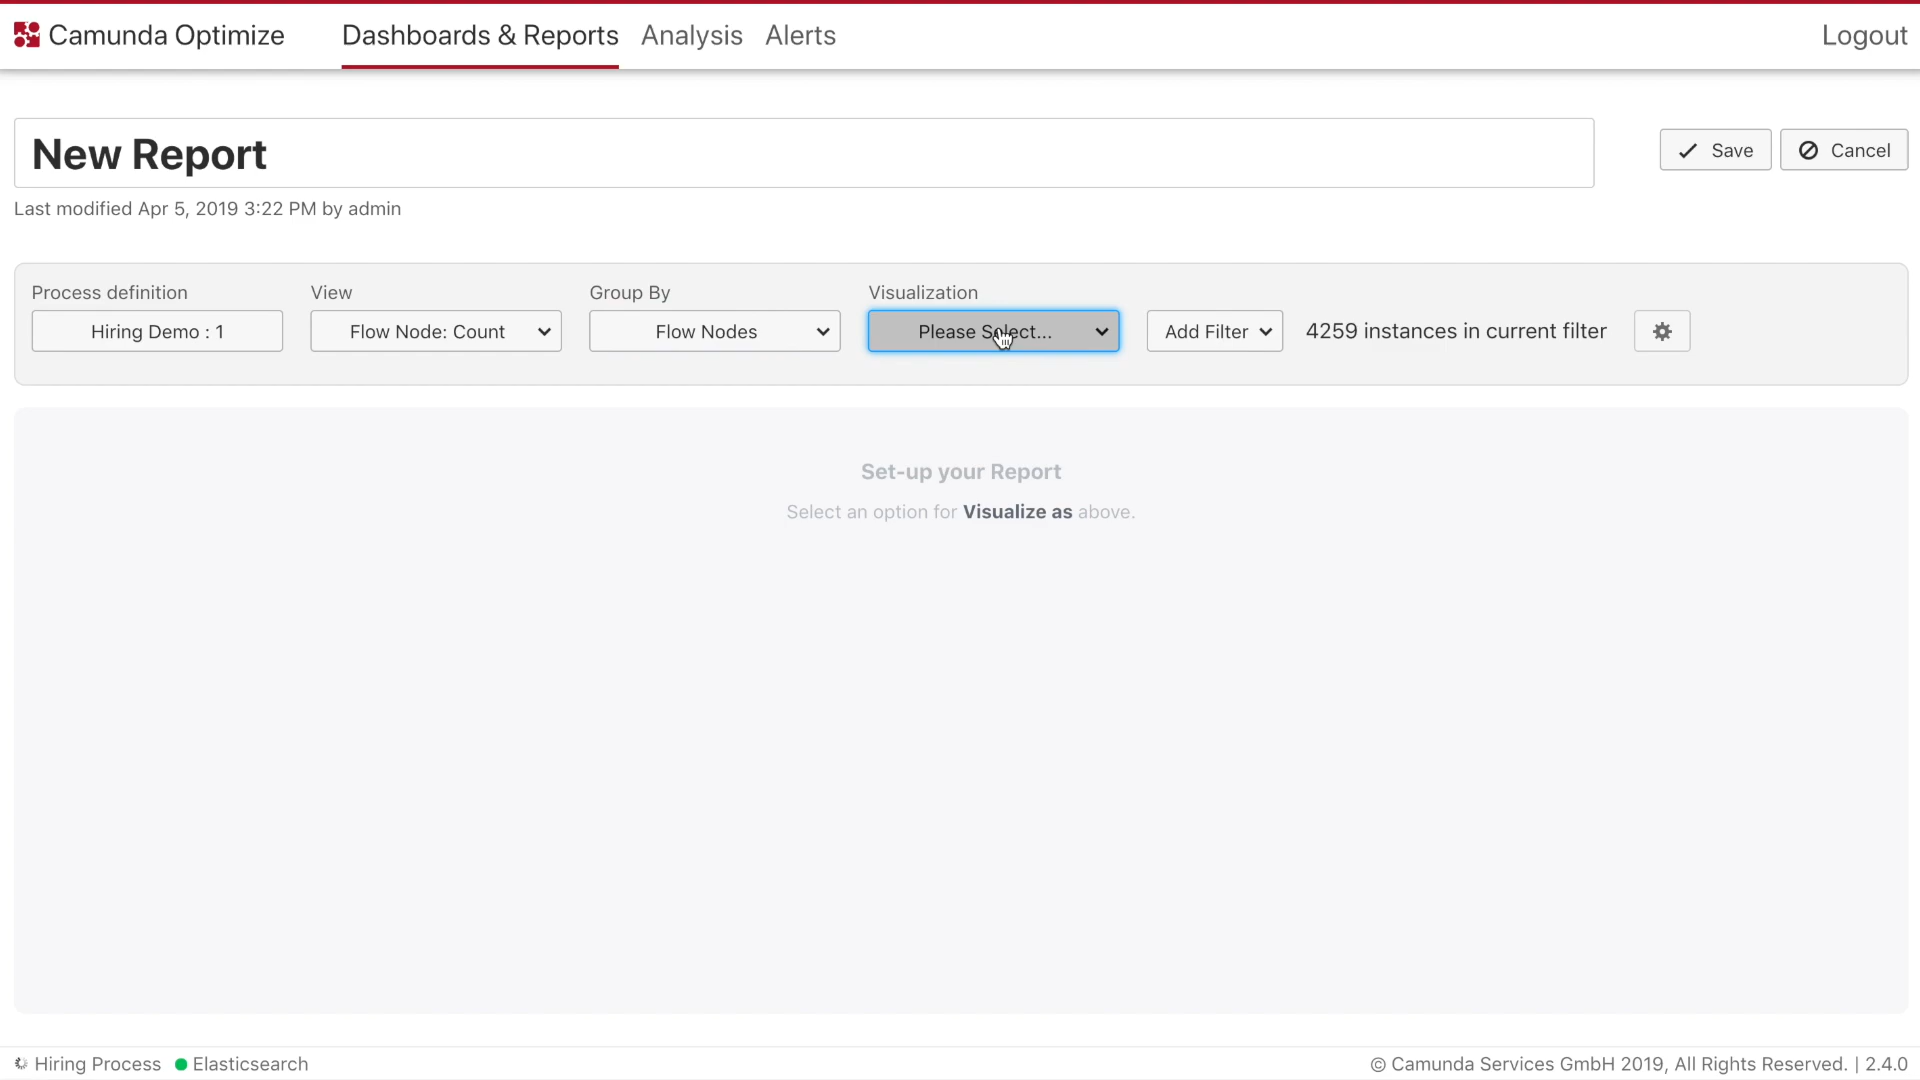 Camunda Optimize Dashboards & Reports Analysis Alerts Logout
New Report
Save Cancel
Last modified Apr 5, 2019 3:22 PM by admin
Process definition View Group By Visualization
Hiring Demo : 1 Flow Node: Count Flow Nodes Please Select... Add Filter 4259 instances in current filter
Set-up your Report
Select an option for Visualize as above.
Hiring Process Elasticsearch © Camunda Services GmbH 2019, All Rights Reserved. | 2.4.0